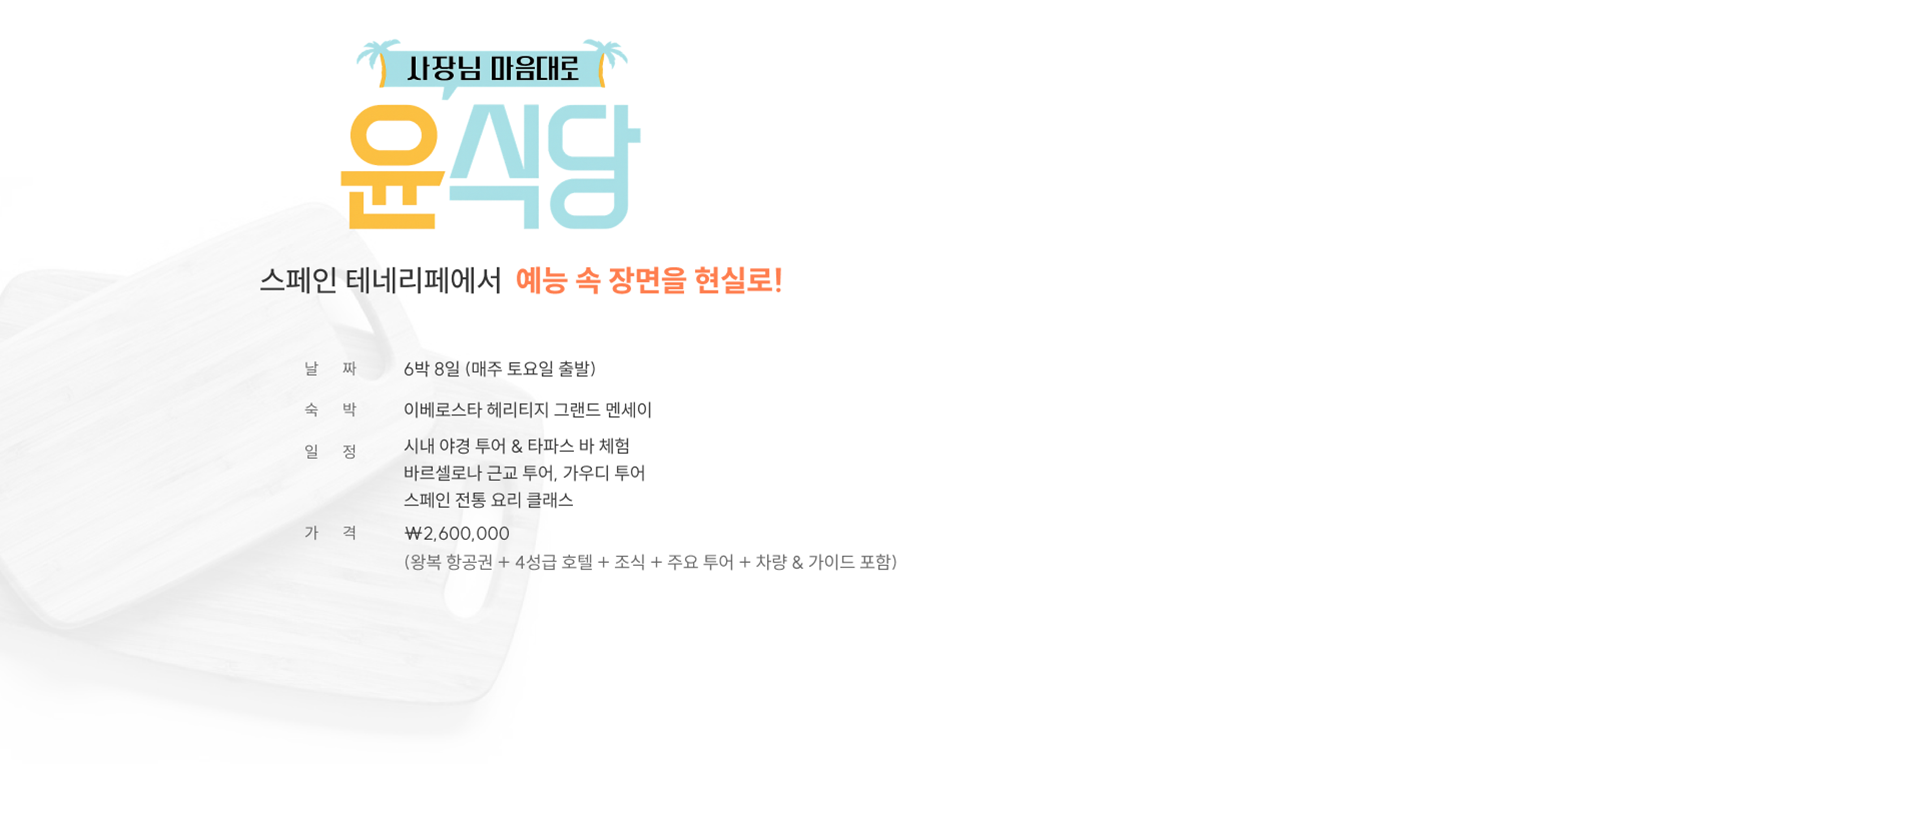 사장님 마음대로
윤식당
스페인 테네리페에서 예능 속 장면을 현실로!
날 짜 6박 8일 (매주 토요일 출발)
숙 박 이베로스타 헤리티지 그랜드 멘세이
일 정 시내 야경 투어 & 타파스 바 체험
바르셀로나 근교 투어, 가우디 투어
스페인 전통 요리 클래스
가 격 ₩2,600,000
(왕복 항공권 + 4성급 호텔 + 조식 + 주요 투어 + 차량 & 가이드 포함)